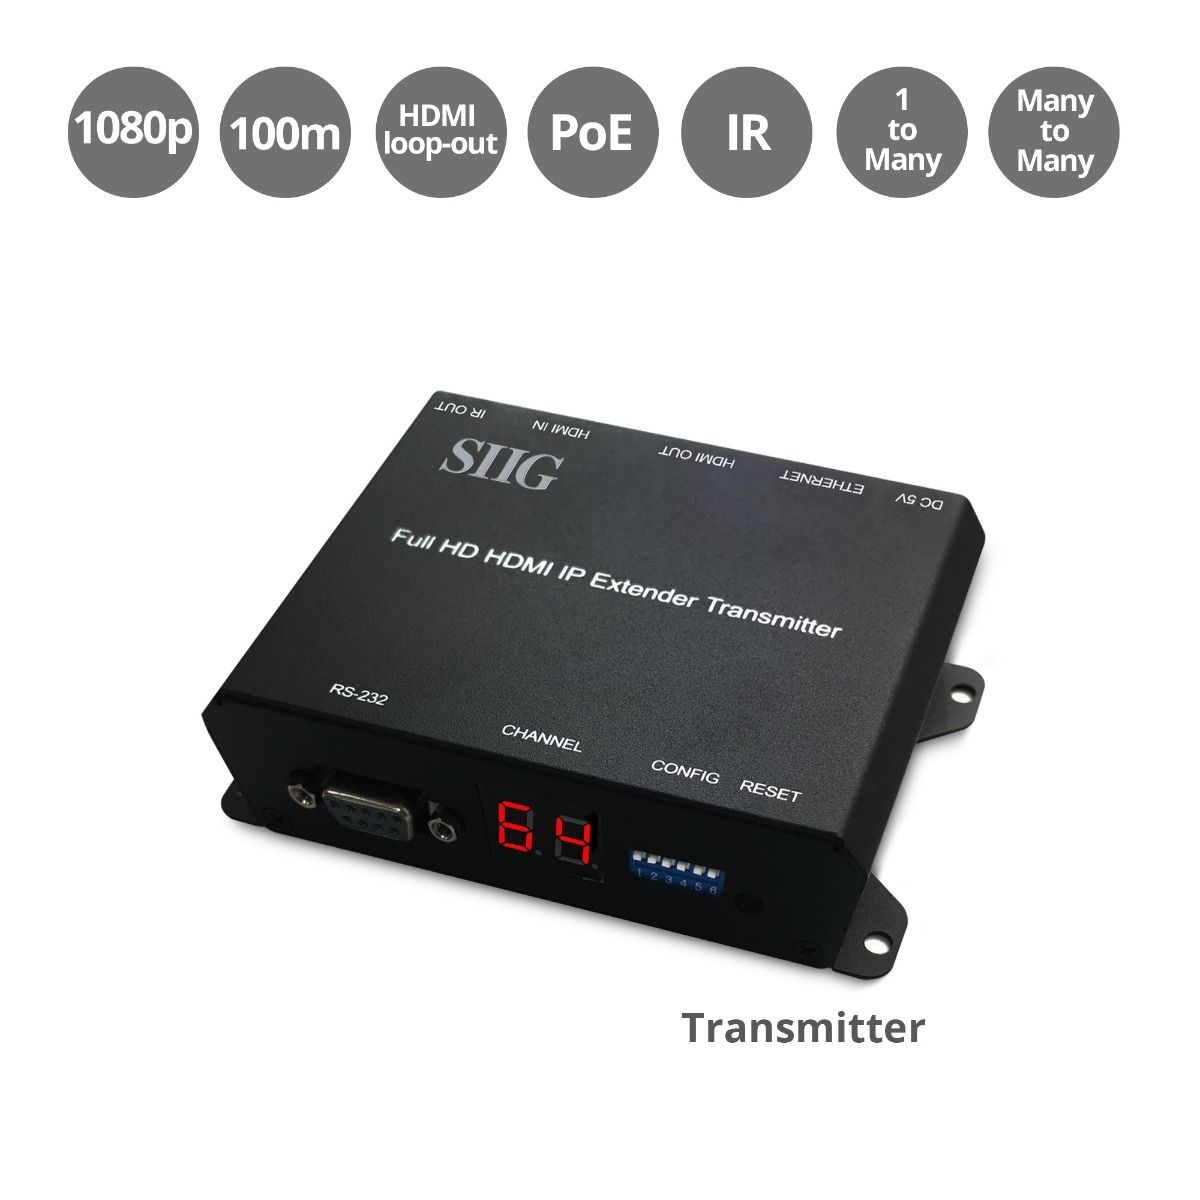 1080p
100m
HDMI
loop-out
PoE
IR
1
to
Many
Many
to
Many
IR OUT
HDMI IN
HDMI OUT
ETHERNET
DC 5V
SIIG
Full HD HDMI IP Extender Transmitter
RS-232
CHANNEL
CONFIG
RESET
64
1 2 3 4 5 6
Transmitter